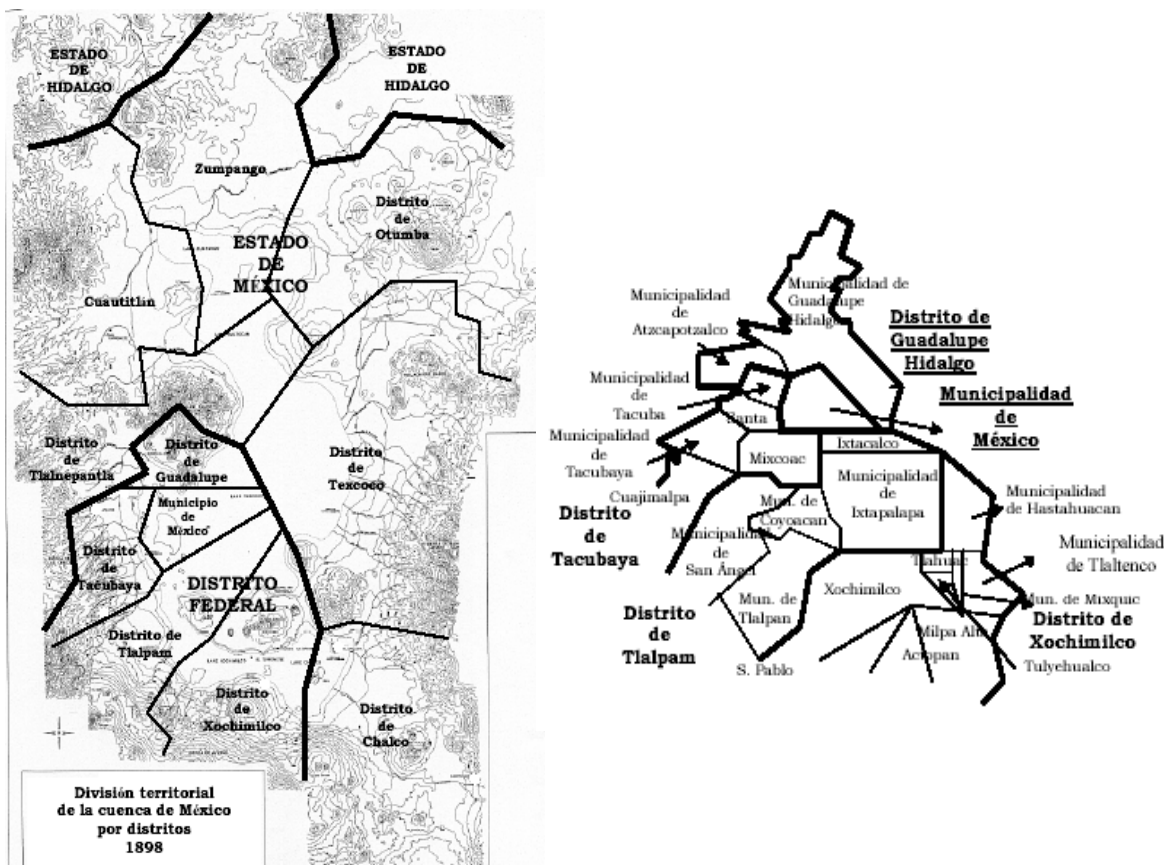 ESTADO
DE
HIDALGO
ESTADO
DE
HIDALGO
Zumpango
Distrito
de
Otumba
ESTADO
DE
MÉXICO
Cuautitlán
Distrito
de
Tlalnepantla
Distrito
de
Guadalupe
Distrito
de
Texcoco
Municipio
de
México
Distrito
de
Tacubaya
DISTRITO
FEDERAL
Distrito de
Tlalpam
Distrito
de
Xochimilco
Distrito
de
Chalco
División territorial
de la cuenca de México
por distritos
1898
Municipalidad de
Guadalupe
Hidalgo
Municipalidad
de
Atzcapotzalco
Distrito de
Guadalupe
Hidalgo
Municipalidad
de
Tacuba
Municipalidad
de
México
Santa
Municipalidad
de
Tacubaya
Ixtacalco
Mixcoac
Cuajimalpa
Municipalidad
de
Ixtapalapa
Municipalidad
de Hastahuacan
Mun. de
Coyoacan
Distrito
de
Tacubaya
Municipalidad
de
San Ángel
Tlahuac
Municipalidad
de Tlaltenco
Xochimilco
Mun. de
Tlalpan
Mun. de Mixquic
Distrito
de
Tlalpam
Distrito de
Xochimilco
Milpa Alta
Actopan
S. Pablo
Tulyehualco